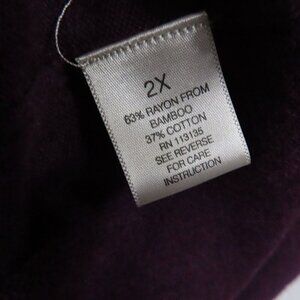 2X
63% RAYON FROM
BAMBOO
37% COTTON
RN 113135
SEE REVERSE
FOR CARE
INSTRUCTION